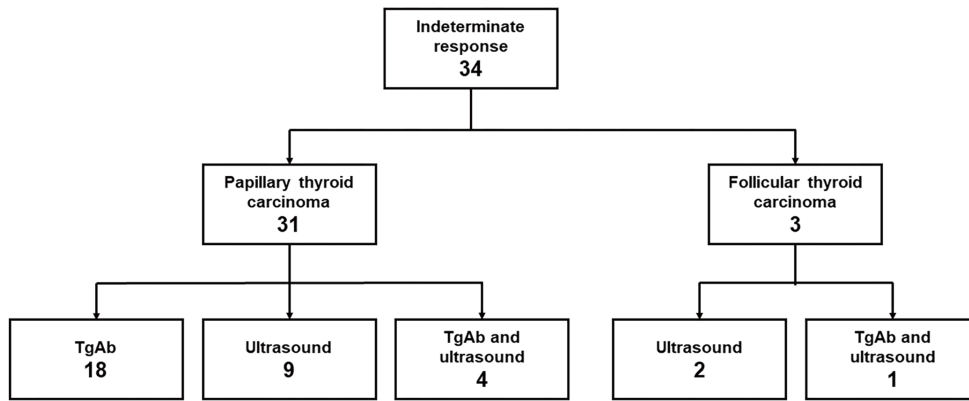 Indeterminate
response
34
Papillary thyroid
carcinoma
31
Follicular thyroid
carcinoma
3
TgAb
18
Ultrasound
9
TgAb and
ultrasound
4
Ultrasound
2
TgAb and
ultrasound
1